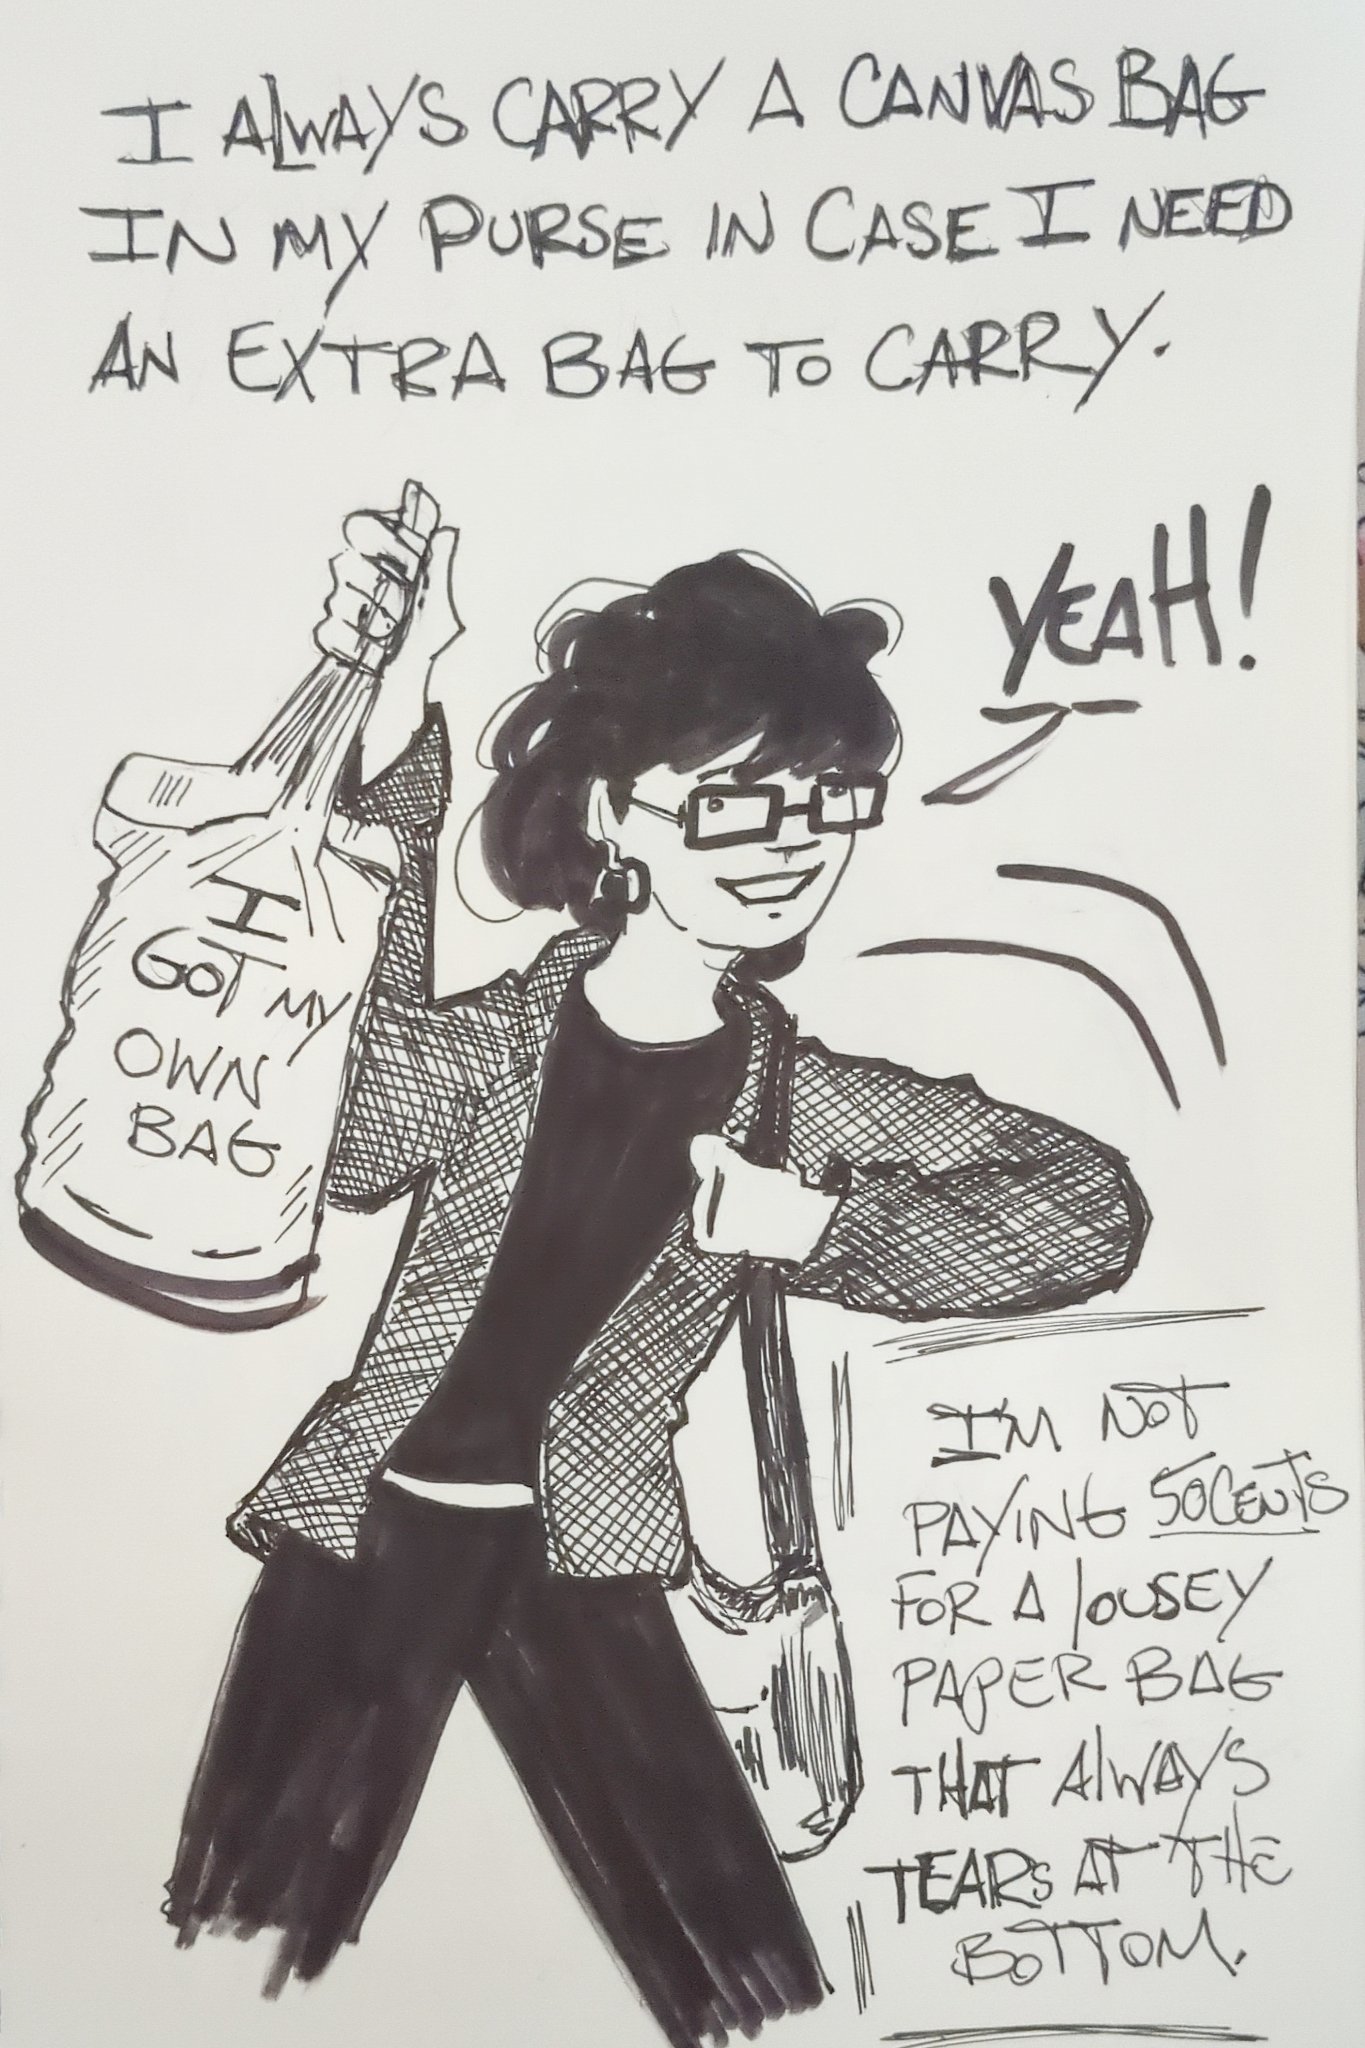 I ALWAYS CARRY A CANVAS BAG
IN MY PURSE IN CASE I NEED
AN EXTRA BAG TO CARRY.
YEAH!
I
GOT MY
OWN
BAG
I'M NOT
PAYING 50CENTS
FOR A lOUSEY
PAPER BAG
THAT AlWAYS
TEARS AT THE
BOTTOM.